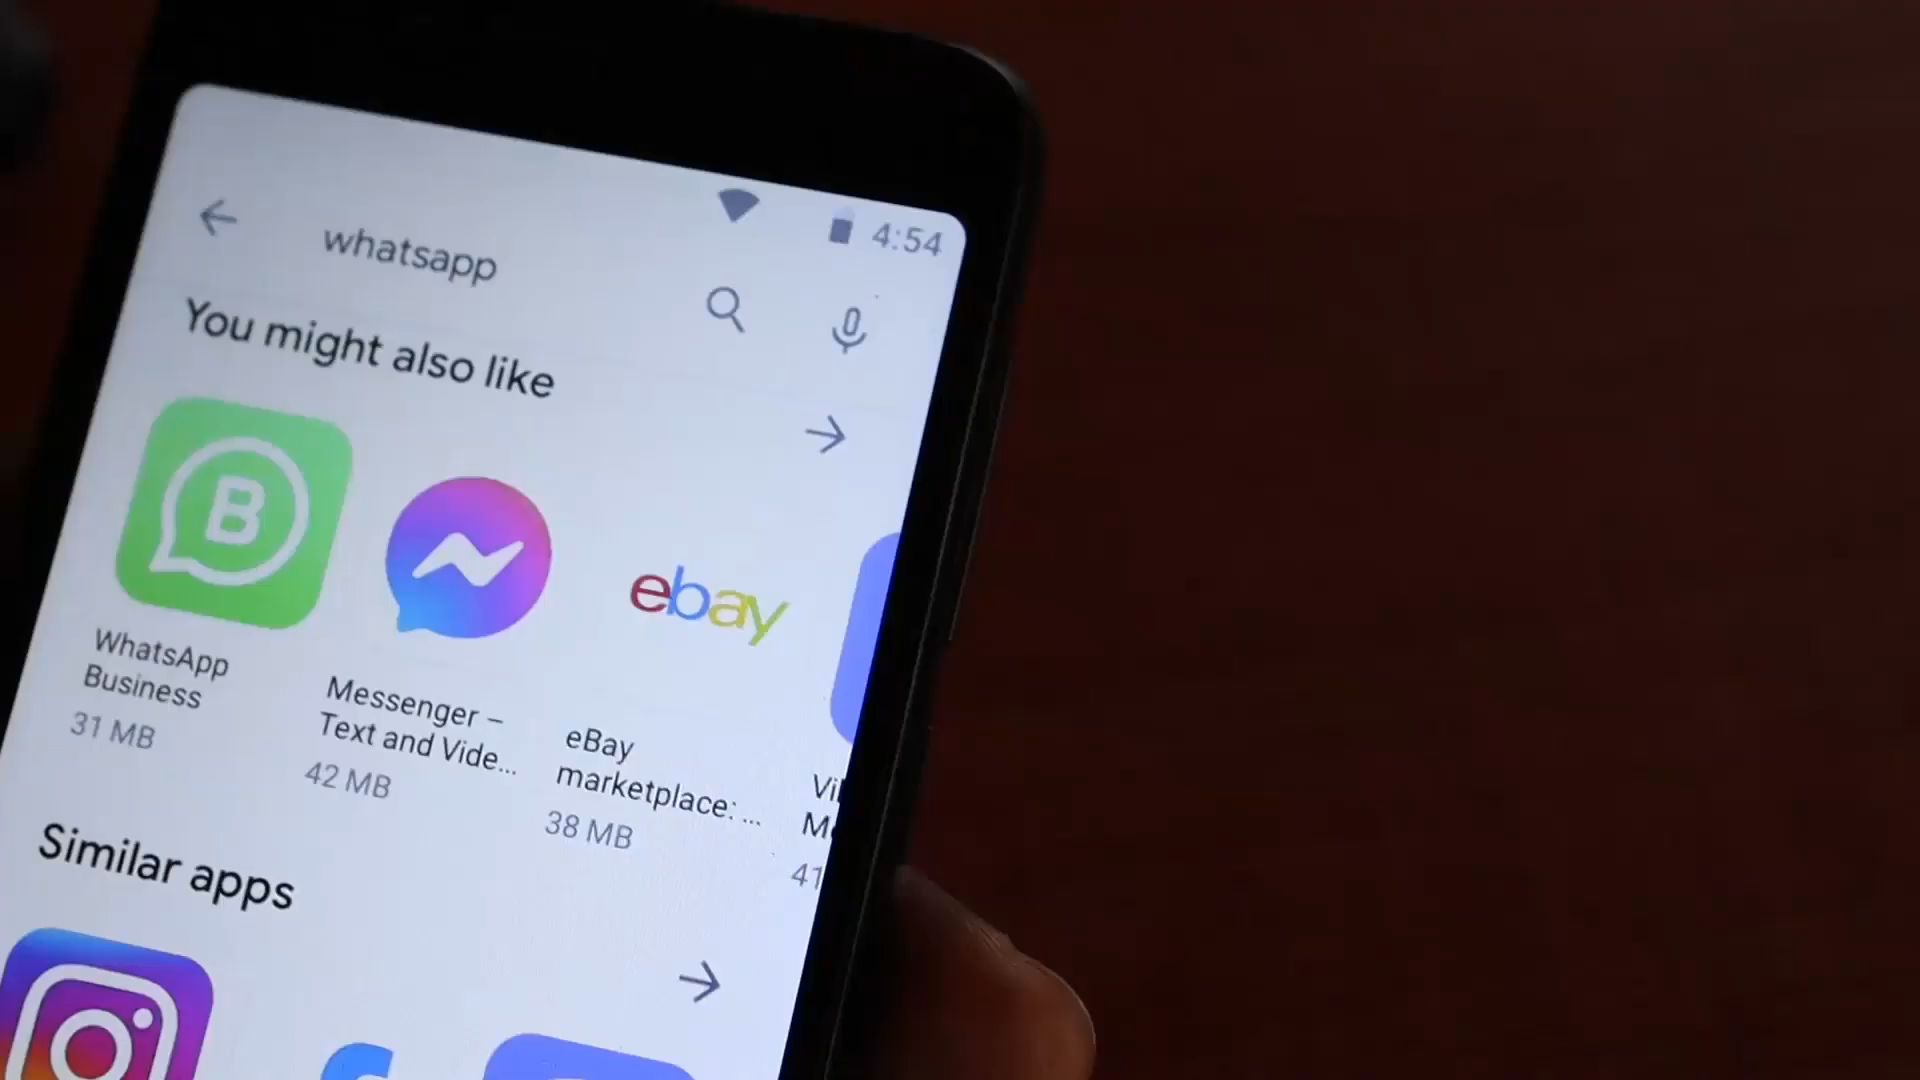 4:54
whatsapp
You might also like
B
ebay
WhatsApp
Business
31 MB
Messenger –
Text and Vide...
42 MB
eBay
marketplace: ...
38 MB
41
Similar apps